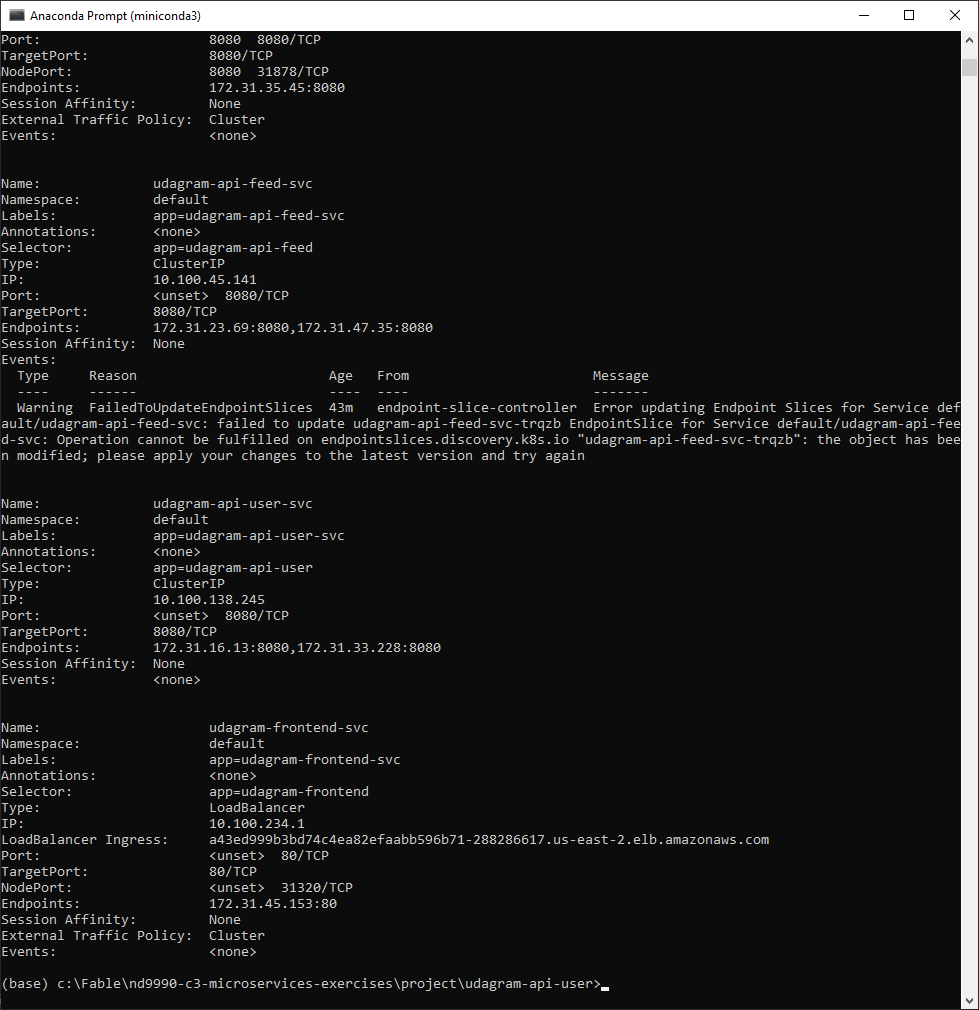 Anaconda Prompt (miniconda3)
Port:                     8080  8080/TCP
TargetPort:               8080/TCP
NodePort:                 8080  31878/TCP
Endpoints:                172.31.35.45:8080
Session Affinity:         None
External Traffic Policy:  Cluster
Events:                   <none>
Name:              udagram-api-feed-svc
Namespace:         default
Labels:            app=udagram-api-feed-svc
Annotations:       <none>
Selector:          app=udagram-api-feed
Type:              ClusterIP
IP:                10.100.45.141
Port:              <unset>  8080/TCP
TargetPort:        8080/TCP
Endpoints:         172.31.23.69:8080,172.31.47.35:8080
Session Affinity:  None
Events:
  Type     Reason                        Age   From                       Message
  ----     ------                        ----  ----                       -------
  Warning  FailedToUpdateEndpointSlices  43m   endpoint-slice-controller  Error updating Endpoint Slices for Service def
ault/udagram-api-feed-svc: failed to update udagram-api-feed-svc-trqzb EndpointSlice for Service default/udagram-api-fee
d-svc: Operation cannot be fulfilled on endpointslices.discovery.k8s.io "udagram-api-feed-svc-trqzb": the object has bee
n modified; please apply your changes to the latest version and try again
Name:              udagram-api-user-svc
Namespace:         default
Labels:            app=udagram-api-user-svc
Annotations:       <none>
Selector:          app=udagram-api-user
Type:              ClusterIP
IP:                10.100.138.245
Port:              <unset>  8080/TCP
TargetPort:        8080/TCP
Endpoints:         172.31.16.13:8080,172.31.33.228:8080
Session Affinity:  None
Events:            <none>
Name:                     udagram-frontend-svc
Namespace:                default
Labels:                   app=udagram-frontend-svc
Annotations:              <none>
Selector:                 app=udagram-frontend
Type:                     LoadBalancer
IP:                       10.100.234.1
LoadBalancer Ingress:     a43ed999b3bd74c4ea82efaabb596b71-288286617.us-east-2.elb.amazonaws.com
Port:                     <unset>  80/TCP
TargetPort:               80/TCP
NodePort:                 <unset>  31320/TCP
Endpoints:                172.31.45.153:80
Session Affinity:         None
External Traffic Policy:  Cluster
Events:                   <none>
(base) c:\Fable\nd9990-c3-microservices-exercises\project\udagram-api-user>